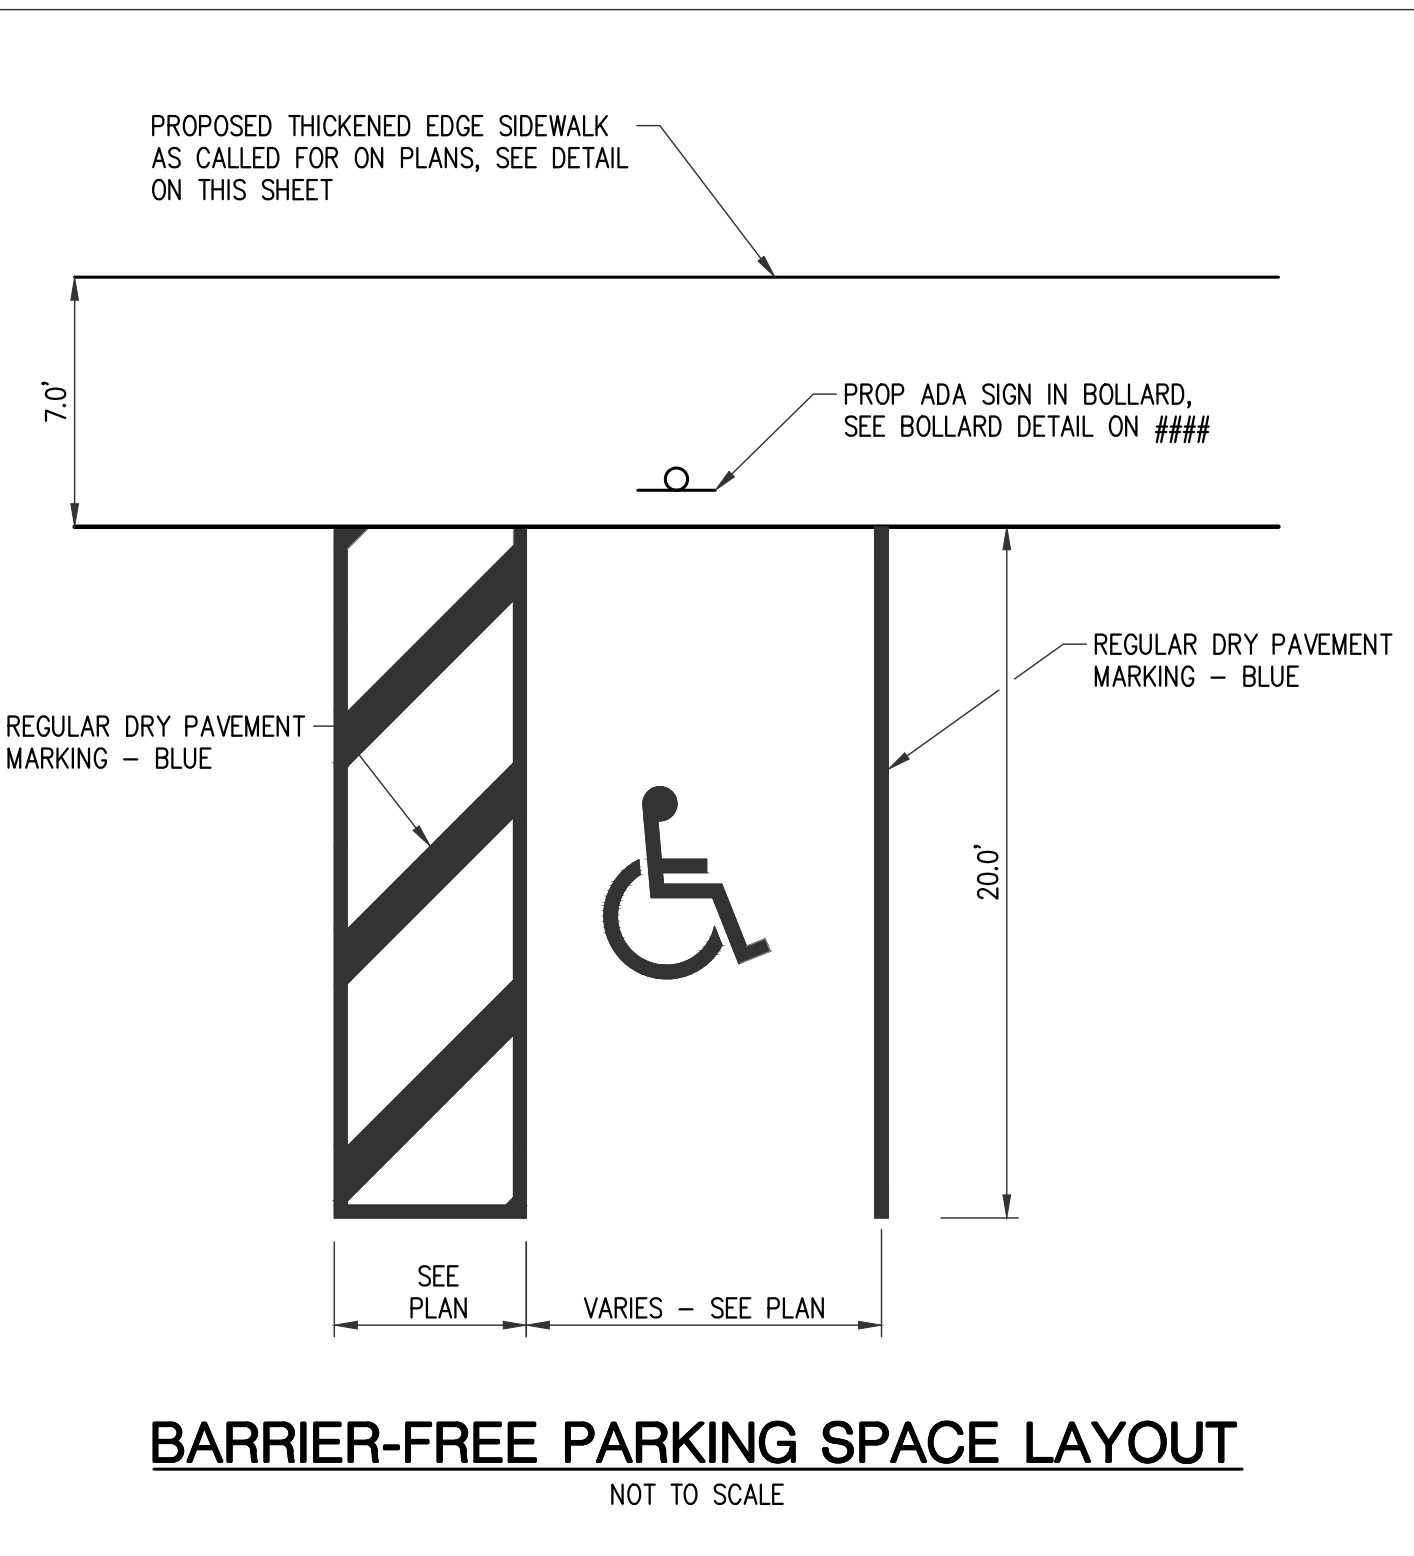 PROPOSED THICKENED EDGE SIDEWALK
AS CALLED FOR ON PLANS, SEE DETAIL
ON THIS SHEET
7.0'
PROP ADA SIGN IN BOLLARD,
SEE BOLLARD DETAIL ON ####
REGULAR DRY PAVEMENT
MARKING – BLUE
REGULAR DRY PAVEMENT
MARKING – BLUE
20.0'
SEE
PLAN
VARIES – SEE PLAN
BARRIER-FREE PARKING SPACE LAYOUT
NOT TO SCALE